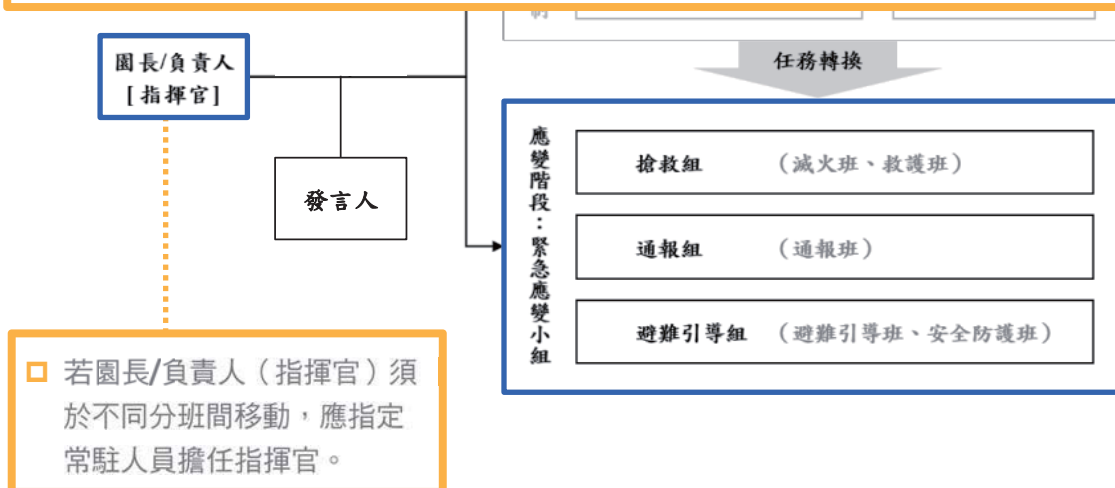 園長/負責人
[指揮官]
發言人
任務轉換
應變階段：緊急應變小組
搶救組 （滅火班、救護班）
通報組 （通報班）
避難引導組 （避難引導班、安全防護班）
若園長/負責人（指揮官）須
於不同分班間移動，應指定
常駐人員擔任指揮官。